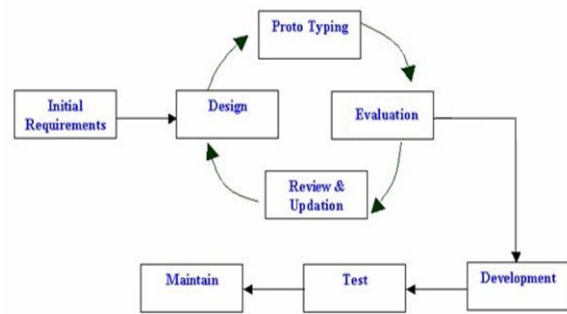 Proto Typing
Initial
Requirements
Design
Evaluation
Review &
Updation
Maintain
Test
Development